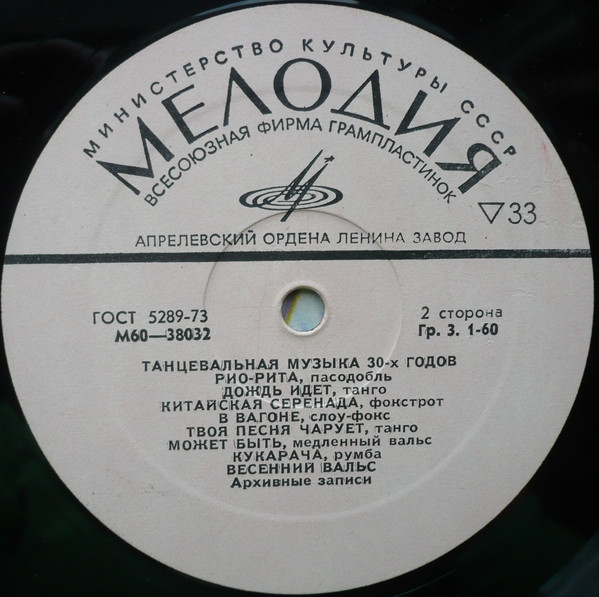 МИНИСТЕРСТВО КУЛЬТУРЫ СССР
МЕЛОДИЯ
ВСЕСОЮЗНАЯ ФИРМА ГРАМПЛАСТИНОК
▽33
АПРЕЛЕВСКИЙ ОРДЕНА ЛЕНИНА ЗАВОД
ГОСТ 5289-73 2 сторона
М60—38032 Гр. 3. 1-60
ТАНЦЕВАЛЬНАЯ МУЗЫКА 30-х ГОДОВ
РИО-РИТА, пасодобль
ДОЖДЬ ИДЕТ, танго
КИТАЙСКАЯ СЕРЕНАДА, фокстрот
В ВАГОНЕ, слоу-фокс
ТВОЯ ПЕСНЯ ЧАРУЕТ, танго
МОЖЕТ БЫТЬ, медленный вальс
КУКАРАЧА, румба
ВЕСЕННИЙ ВАЛЬС
Архивные записи